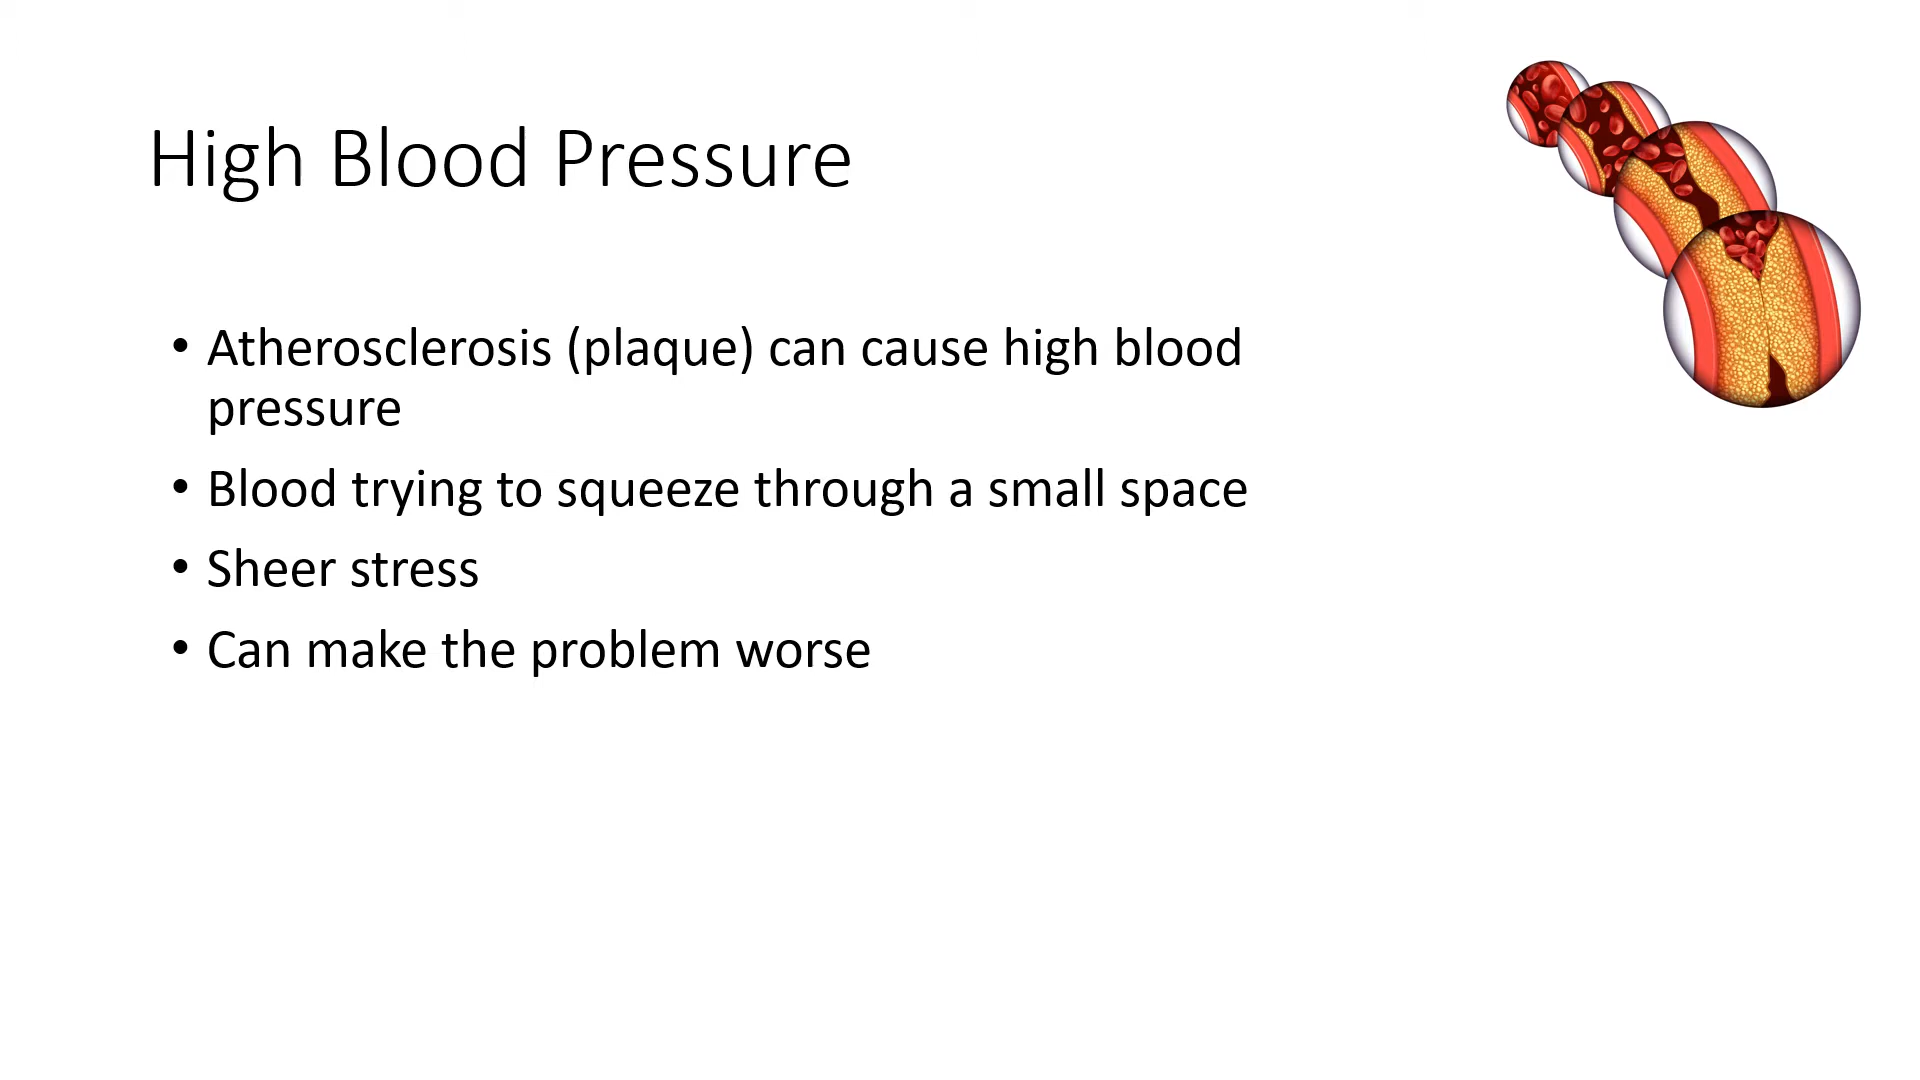 High Blood Pressure
• Atherosclerosis (plaque) can cause high blood
pressure
• Blood trying to squeeze through a small space
• Sheer stress
• Can make the problem worse